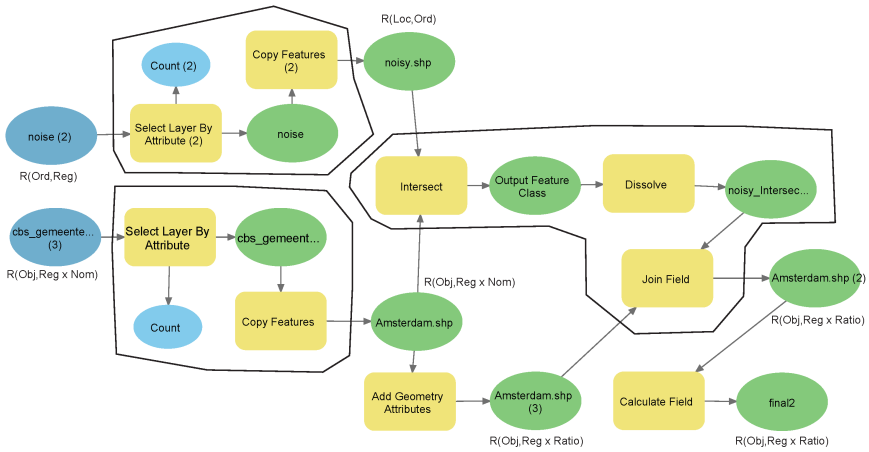 R(Loc,Ord)
Count (2)
Copy Features
(2)
noisy.shp
noise (2)
Select Layer By
Attribute (2)
noise
R(Ord,Reg)
Intersect
Output Feature
Class
Dissolve
noisy_Intersec...
cbs_gemeente...
(3)
Select Layer By
Attribute
cbs_gemeent...
R(Obj,Reg x Nom)
R(Obj,Reg x Nom)
Join Field
Amsterdam.shp (2)
R(Obj,Reg x Ratio)
Count
Copy Features
Amsterdam.shp
Add Geometry
Attributes
Amsterdam.shp
(3)
R(Obj,Reg x Ratio)
Calculate Field
final2
R(Obj,Reg x Ratio)